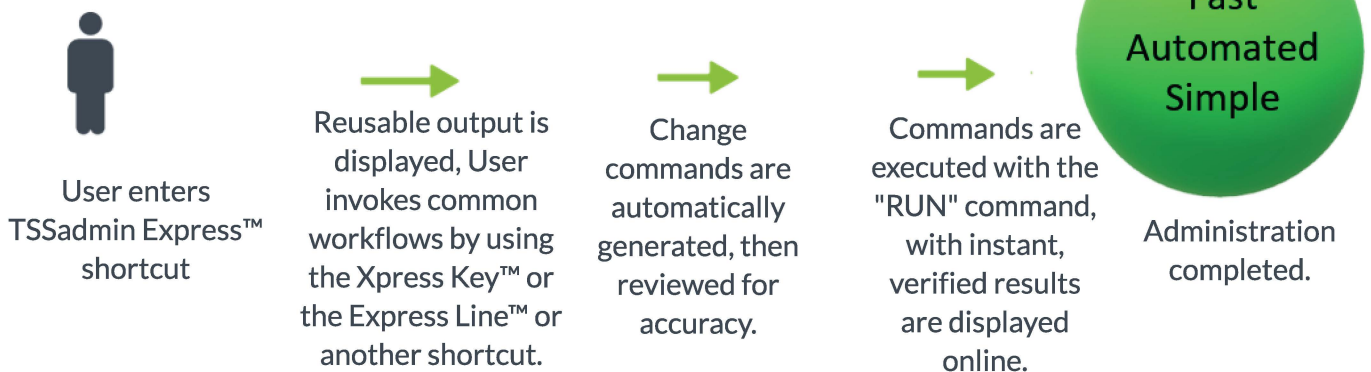 User enters
TSSadmin Express™
shortcut
Reusable output is
displayed, User
invokes common
workflows by using
the Xpress Key™ or
the Express Line™ or
another shortcut.
Change
commands are
automatically
generated, then
reviewed for
accuracy.
Commands are
executed with the
"RUN" command,
with instant,
verified results
are displayed
online.
Fast
Automated
Simple
Administration
completed.